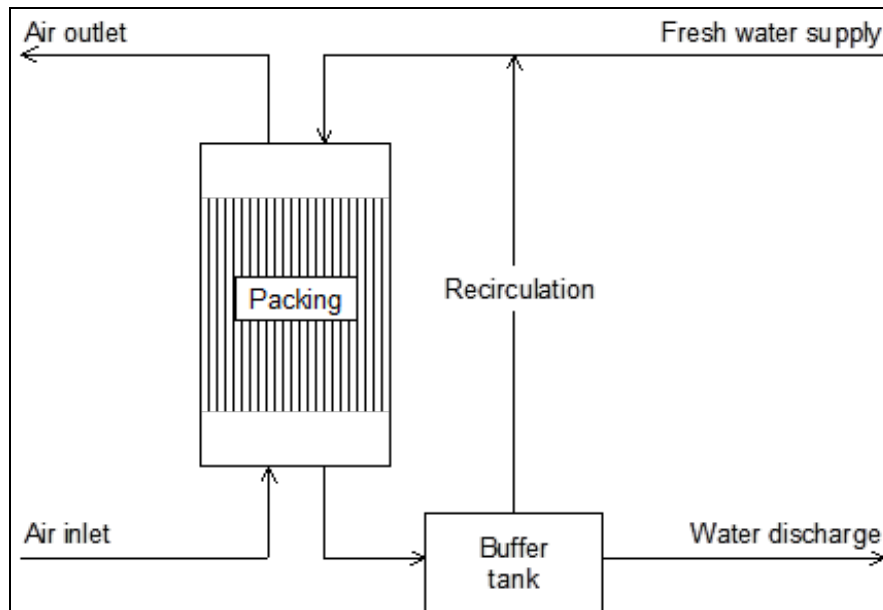 Air outlet
Fresh water supply
Packing
Recirculation
Air inlet
Buffer
tank
Water discharge